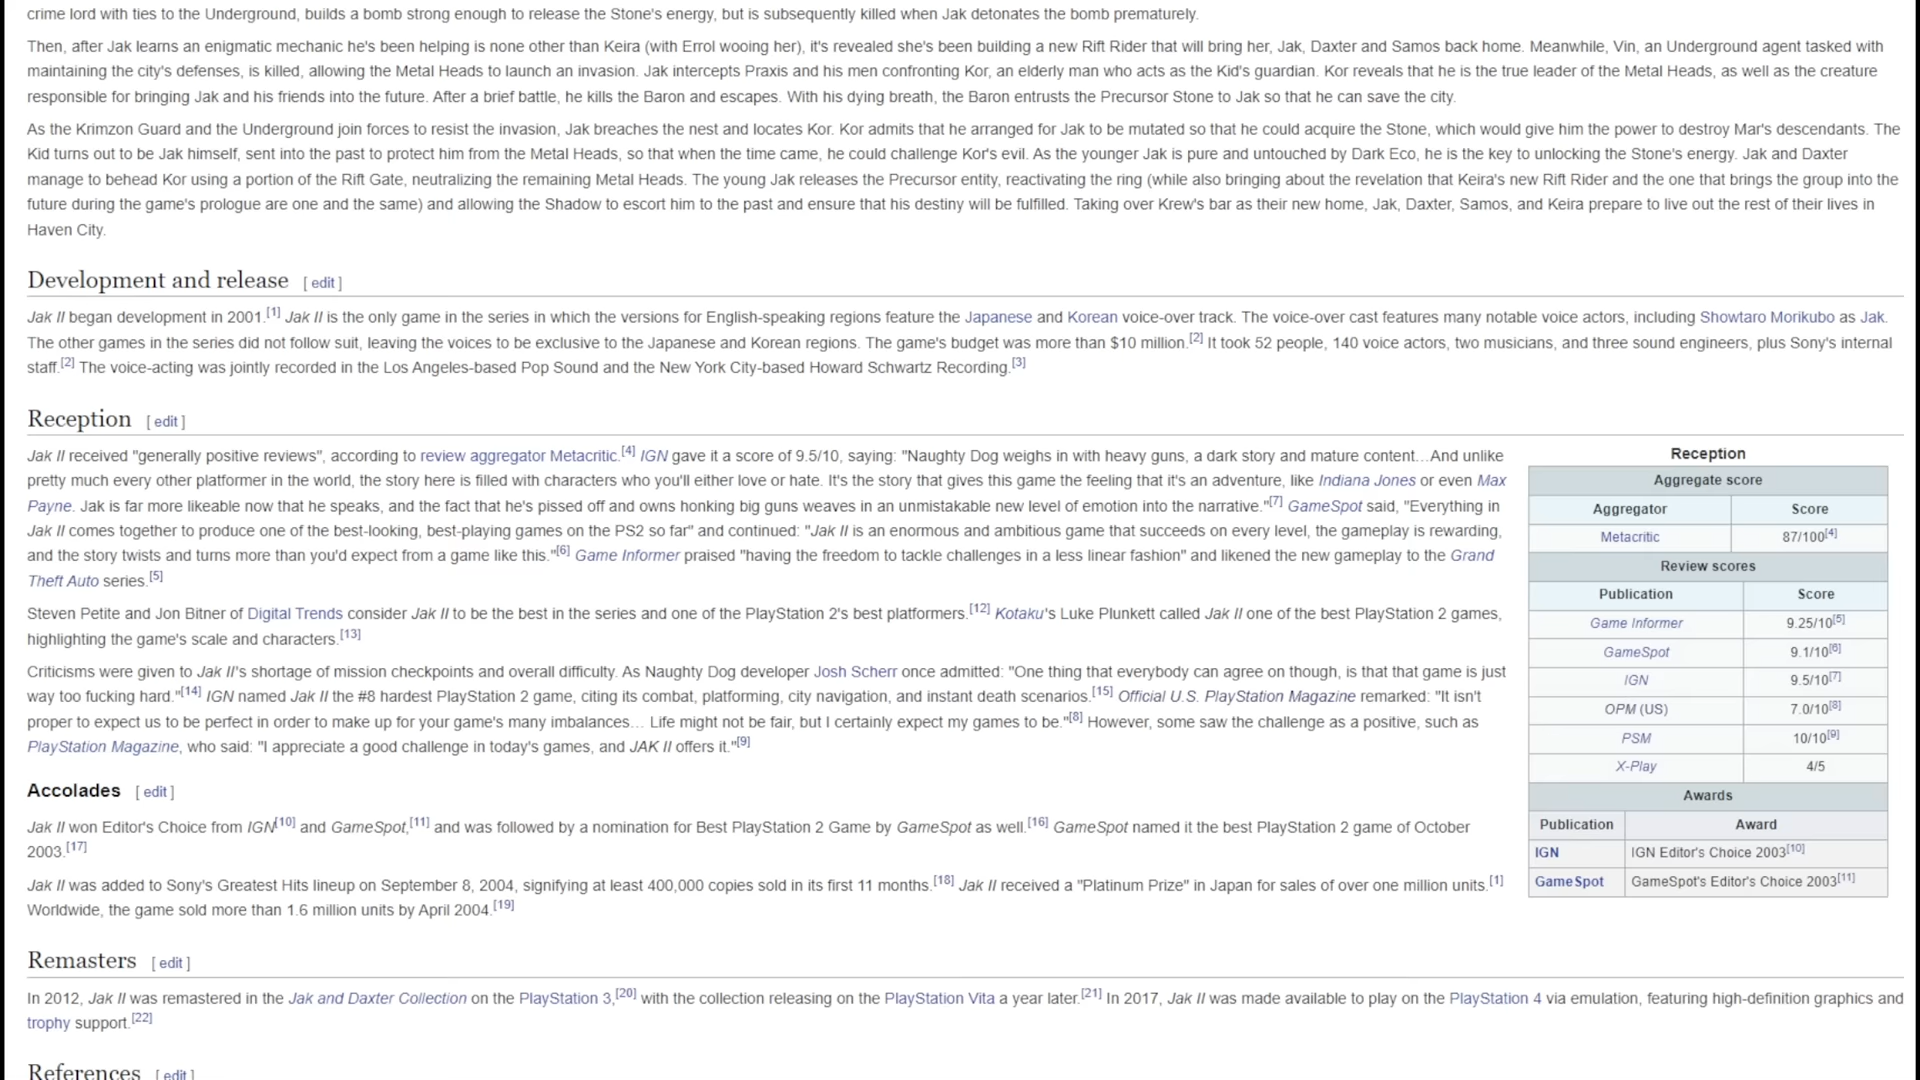 crime lord with ties to the Underground, builds a bomb strong enough to release the Stone's energy, but is subsequently killed when Jak detonates the bomb prematurely.
Then, after Jak learns an enigmatic mechanic he's been helping is none other than Keira (with Errol wooing her), it's revealed she's been building a new Rift Rider that will bring her, Jak, Daxter and Samos back home. Meanwhile, Vin, an Underground agent tasked with
maintaining the city's defenses, is killed, allowing the Metal Heads to launch an invasion. Jak intercepts Praxis and his men confronting Kor, an elderly man who acts as the Kid's guardian. Kor reveals that he is the true leader of the Metal Heads, as well as the creature
responsible for bringing Jak and his friends into the future. After a brief battle, he kills the Baron and escapes. With his dying breath, the Baron entrusts the Precursor Stone to Jak so that he can save the city.
As the Krimzon Guard and the Underground join forces to resist the invasion, Jak breaches the nest and locates Kor. Kor admits that he arranged for Jak to be mutated so that he could acquire the Stone, which would give him the power to destroy Mar's descendants. The
Kid turns out to be Jak himself, sent into the past to protect him from the Metal Heads, so that when the time came, he could challenge Kor's evil. As the younger Jak is pure and untouched by Dark Eco, he is the key to unlocking the Stone's energy. Jak and Daxter
manage to behead Kor using a portion of the Rift Gate, neutralizing the remaining Metal Heads. The young Jak releases the Precursor entity, reactivating the ring (while also bringing about the revelation that Keira's new Rift Rider and the one that brings the group into the
future during the game's prologue are one and the same) and allowing the Shadow to escort him to the past and ensure that his destiny will be fulfilled. Taking over Krew's bar as their new home, Jak, Daxter, Samos, and Keira prepare to live out the rest of their lives in
Haven City.
Development and release [ edit ]
Jak II began development in 2001.[1] Jak II is the only game in the series in which the versions for English-speaking regions feature the Japanese and Korean voice-over track. The voice-over cast features many notable voice actors, including Showtaro Morikubo as Jak.
The other games in the series did not follow suit, leaving the voices to be exclusive to the Japanese and Korean regions. The game's budget was more than $10 million.[2] It took 52 people, 140 voice actors, two musicians, and three sound engineers, plus Sony's internal
staff.[2] The voice-acting was jointly recorded in the Los Angeles-based Pop Sound and the New York City-based Howard Schwartz Recording.[3]
Reception [ edit ]
Jak II received "generally positive reviews", according to review aggregator Metacritic.[4] IGN gave it a score of 9.5/10, saying: "Naughty Dog weighs in with heavy guns, a dark story and mature content…And unlike
pretty much every other platformer in the world, the story here is filled with characters who you'll either love or hate. It's the story that gives this game the feeling that it's an adventure, like Indiana Jones or even Max
Payne. Jak is far more likeable now that he speaks, and the fact that he's pissed off and owns honking big guns weaves in an unmistakable new level of emotion into the narrative."[7] GameSpot said, "Everything in
Jak II comes together to produce one of the best-looking, best-playing games on the PS2 so far" and continued: "Jak II is an enormous and ambitious game that succeeds on every level, the gameplay is rewarding,
and the story twists and turns more than you'd expect from a game like this."[6] Game Informer praised "having the freedom to tackle challenges in a less linear fashion" and likened the new gameplay to the Grand
Theft Auto series.[5]
Steven Petite and Jon Bitner of Digital Trends consider Jak II to be the best in the series and one of the PlayStation 2's best platformers.[12] Kotaku's Luke Plunkett called Jak II one of the best PlayStation 2 games,
highlighting the game's scale and characters.[13]
Criticisms were given to Jak II's shortage of mission checkpoints and overall difficulty. As Naughty Dog developer Josh Scherr once admitted: "One thing that everybody can agree on though, is that that game is just
way too fucking hard."[14] IGN named Jak II the #8 hardest PlayStation 2 game, citing its combat, platforming, city navigation, and instant death scenarios.[15] Official U.S. PlayStation Magazine remarked: "It isn't
proper to expect us to be perfect in order to make up for your game's many imbalances… Life might not be fair, but I certainly expect my games to be."[8] However, some saw the challenge as a positive, such as
PlayStation Magazine, who said: "I appreciate a good challenge in today's games, and JAK II offers it."[9]
Accolades [ edit ]
Jak II won Editor's Choice from IGN[10] and GameSpot,[11] and was followed by a nomination for Best PlayStation 2 Game by GameSpot as well.[16] GameSpot named it the best PlayStation 2 game of October
2003.[17]
Jak II was added to Sony's Greatest Hits lineup on September 8, 2004, signifying at least 400,000 copies sold in its first 11 months.[18] Jak II received a "Platinum Prize" in Japan for sales of over one million units.[1]
Worldwide, the game sold more than 1.6 million units by April 2004.[19]
Reception
Aggregate score
Aggregator Score
Metacritic 87/100[4]
Review scores
Publication Score
Game Informer 9.25/10[5]
GameSpot 9.1/10[6]
IGN 9.5/10[7]
OPM (US) 7.0/10[8]
PSM 10/10[9]
X-Play 4/5
Awards
Publication Award
IGN IGN Editor's Choice 2003[10]
GameSpot GameSpot's Editor's Choice 2003[11]
Remasters [ edit ]
In 2012, Jak II was remastered in the Jak and Daxter Collection on the PlayStation 3,[20] with the collection releasing on the PlayStation Vita a year later.[21] In 2017, Jak II was made available to play on the PlayStation 4 via emulation, featuring high-definition graphics and
trophy support.[22]
References [ edit ]